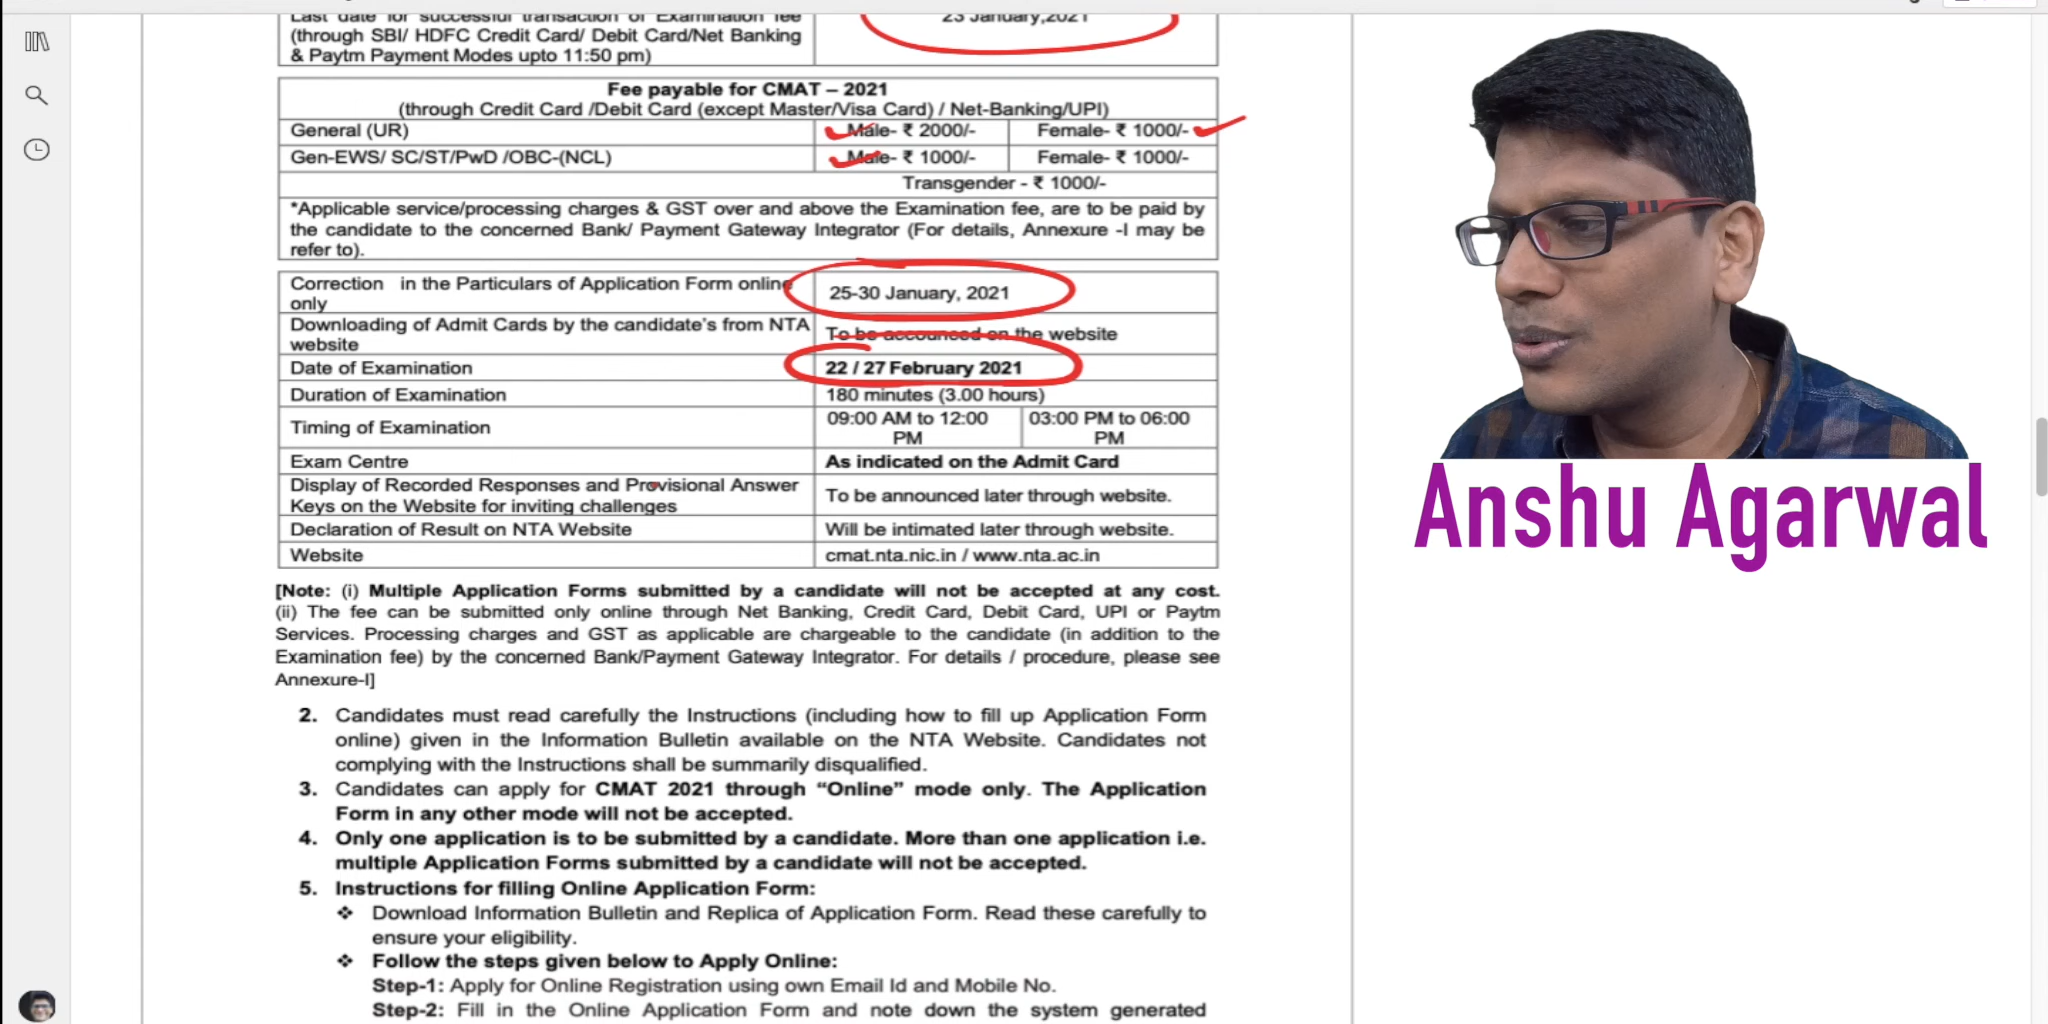 Last date for successful transaction of Examination fee
23 January,2021
(through SBI/ HDFC Credit Card/ Debit Card/Net Banking
& Paytm Payment Modes upto 11:50 pm)
Fee payable for CMAT – 2021
(through Credit Card /Debit Card (except Master/Visa Card) / Net-Banking/UPI)
General (UR) Male- ₹ 2000/- Female- ₹ 1000/-
Gen-EWS/ SC/ST/PwD /OBC-(NCL) Male- ₹ 1000/- Female- ₹ 1000/-
Transgender - ₹ 1000/-
*Applicable service/processing charges & GST over and above the Examination fee, are to be paid by
the candidate to the concerned Bank/ Payment Gateway Integrator (For details, Annexure -I may be
refer to).
Correction in the Particulars of Application Form online
only
25-30 January, 2021
Downloading of Admit Cards by the candidate's from NTA
website
To be accounced on the website
Date of Examination 22 / 27 February 2021
Duration of Examination 180 minutes (3.00 hours)
Timing of Examination
09:00 AM to 12:00
PM
03:00 PM to 06:00
PM
Exam Centre As indicated on the Admit Card
Display of Recorded Responses and Provisional Answer
Keys on the Website for inviting challenges
To be announced later through website.
Declaration of Result on NTA Website Will be intimated later through website.
Website cmat.nta.nic.in / www.nta.ac.in
[Note: (i) Multiple Application Forms submitted by a candidate will not be accepted at any cost.
(ii) The fee can be submitted only online through Net Banking, Credit Card, Debit Card, UPI or Paytm
Services. Processing charges and GST as applicable are chargeable to the candidate (in addition to the
Examination fee) by the concerned Bank/Payment Gateway Integrator. For details / procedure, please see
Annexure-I]
2. Candidates must read carefully the Instructions (including how to fill up Application Form
online) given in the Information Bulletin available on the NTA Website. Candidates not
complying with the Instructions shall be summarily disqualified.
3. Candidates can apply for CMAT 2021 through “Online” mode only. The Application
Form in any other mode will not be accepted.
4. Only one application is to be submitted by a candidate. More than one application i.e.
multiple Application Forms submitted by a candidate will not be accepted.
5. Instructions for filling Online Application Form:
❖ Download Information Bulletin and Replica of Application Form. Read these carefully to
ensure your eligibility.
❖ Follow the steps given below to Apply Online:
Step-1: Apply for Online Registration using own Email Id and Mobile No.
Step-2: Fill in the Online Application Form and note down the system generated
Anshu Agarwal